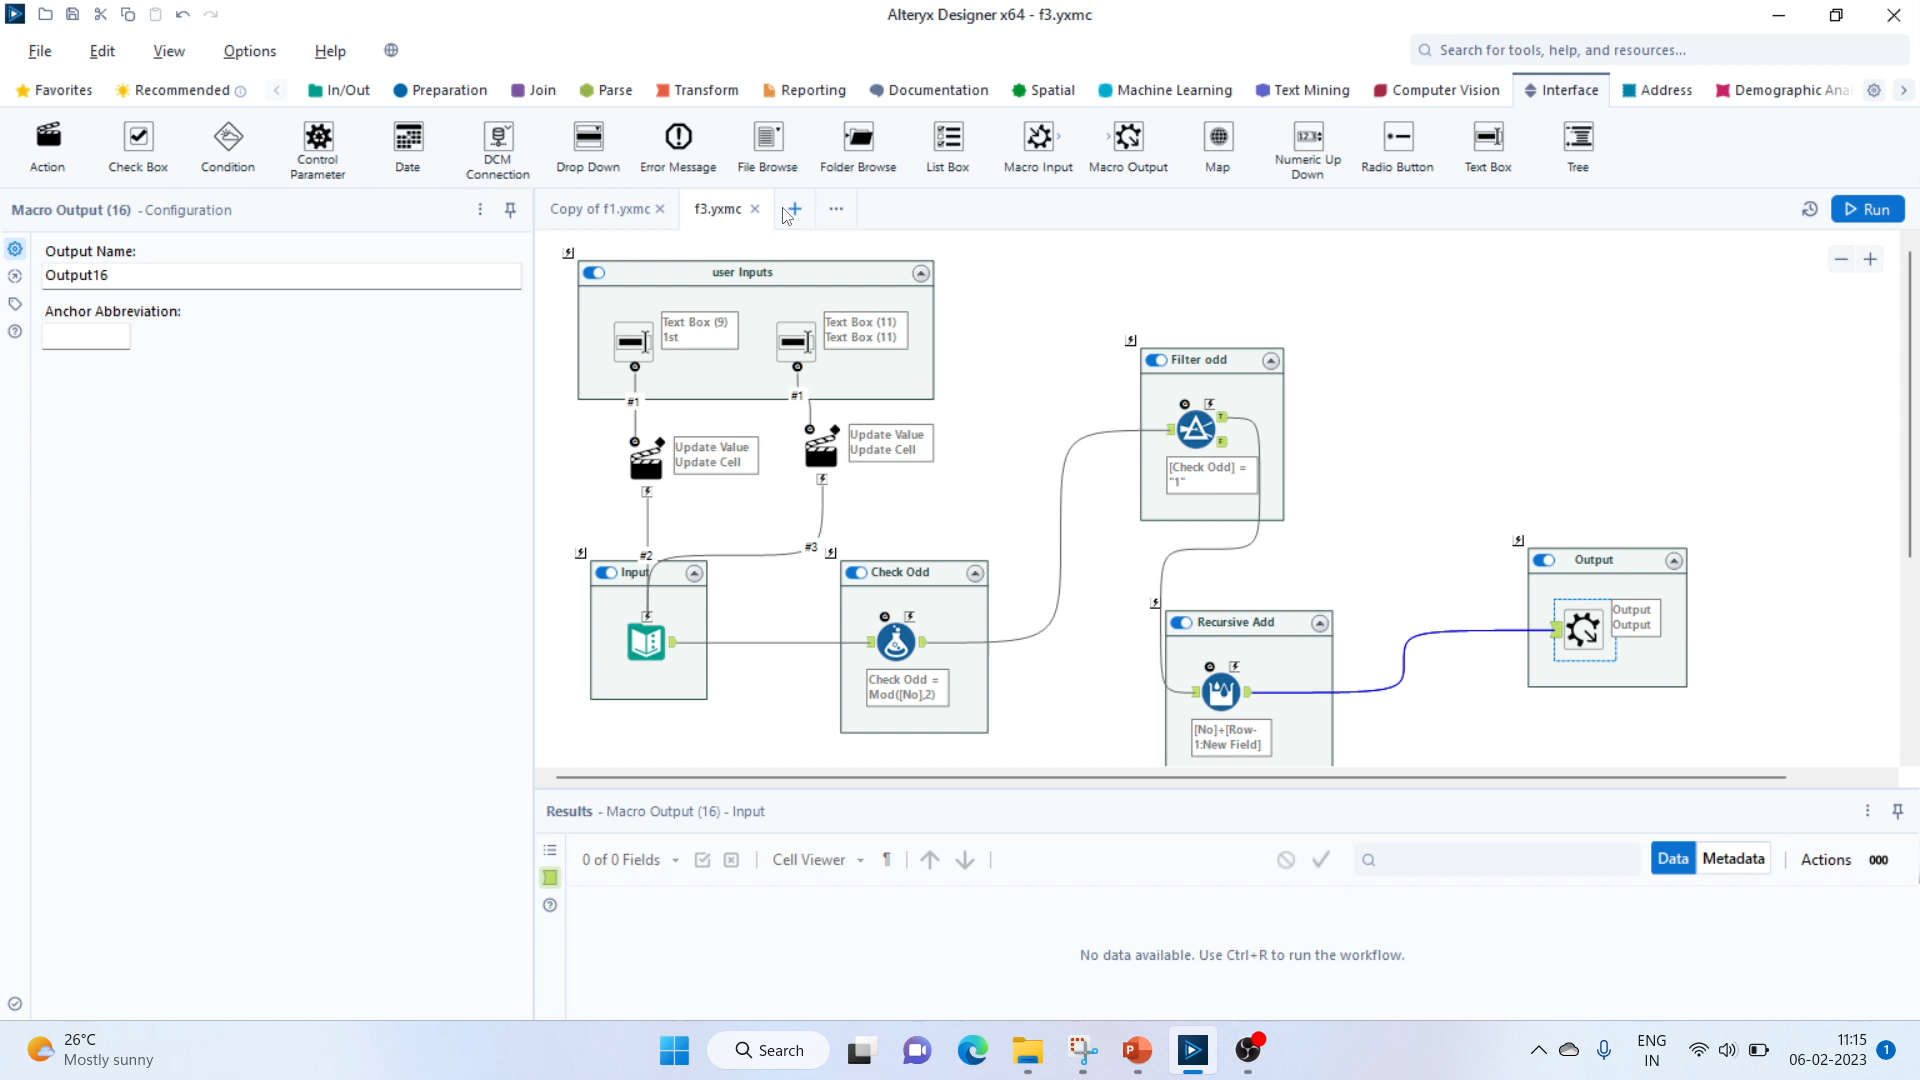 Alteryx Designer x64 - f3.yxmc
File Edit View Options Help
Search for tools, help, and resources...
Favorites Recommended In/Out Preparation Join Parse Transform Reporting Documentation Spatial Machine Learning Text Mining Computer Vision Interface Address Demographic Ana
Action Check Box Condition Control Parameter Date DCM Connection Drop Down Error Message File Browse Folder Browse List Box Macro Input Macro Output Map Numeric Up Down Radio Button Text Box Tree
Macro Output (16) - Configuration
Copy of f1.yxmc f3.yxmc
Run
Output Name:
Output16
Anchor Abbreviation:
user Inputs
Text Box (9)
1st
Text Box (11)
Text Box (11)
#1
#1
Update Value
Update Cell
Update Value
Update Cell
#2
#3
Input
Check Odd
Check Odd =
Mod([No],2)
Filter odd
T
F
[Check Odd] =
"1"
Recursive Add
[No]+[Row-
1:New Field]
Output
Output
Output
Results - Macro Output (16) - Input
0 of 0 Fields Cell Viewer Data Metadata Actions 000
No data available. Use Ctrl+R to run the workflow.
26°C
Mostly sunny
Search
ENG
IN
11:15
06-02-2023
1